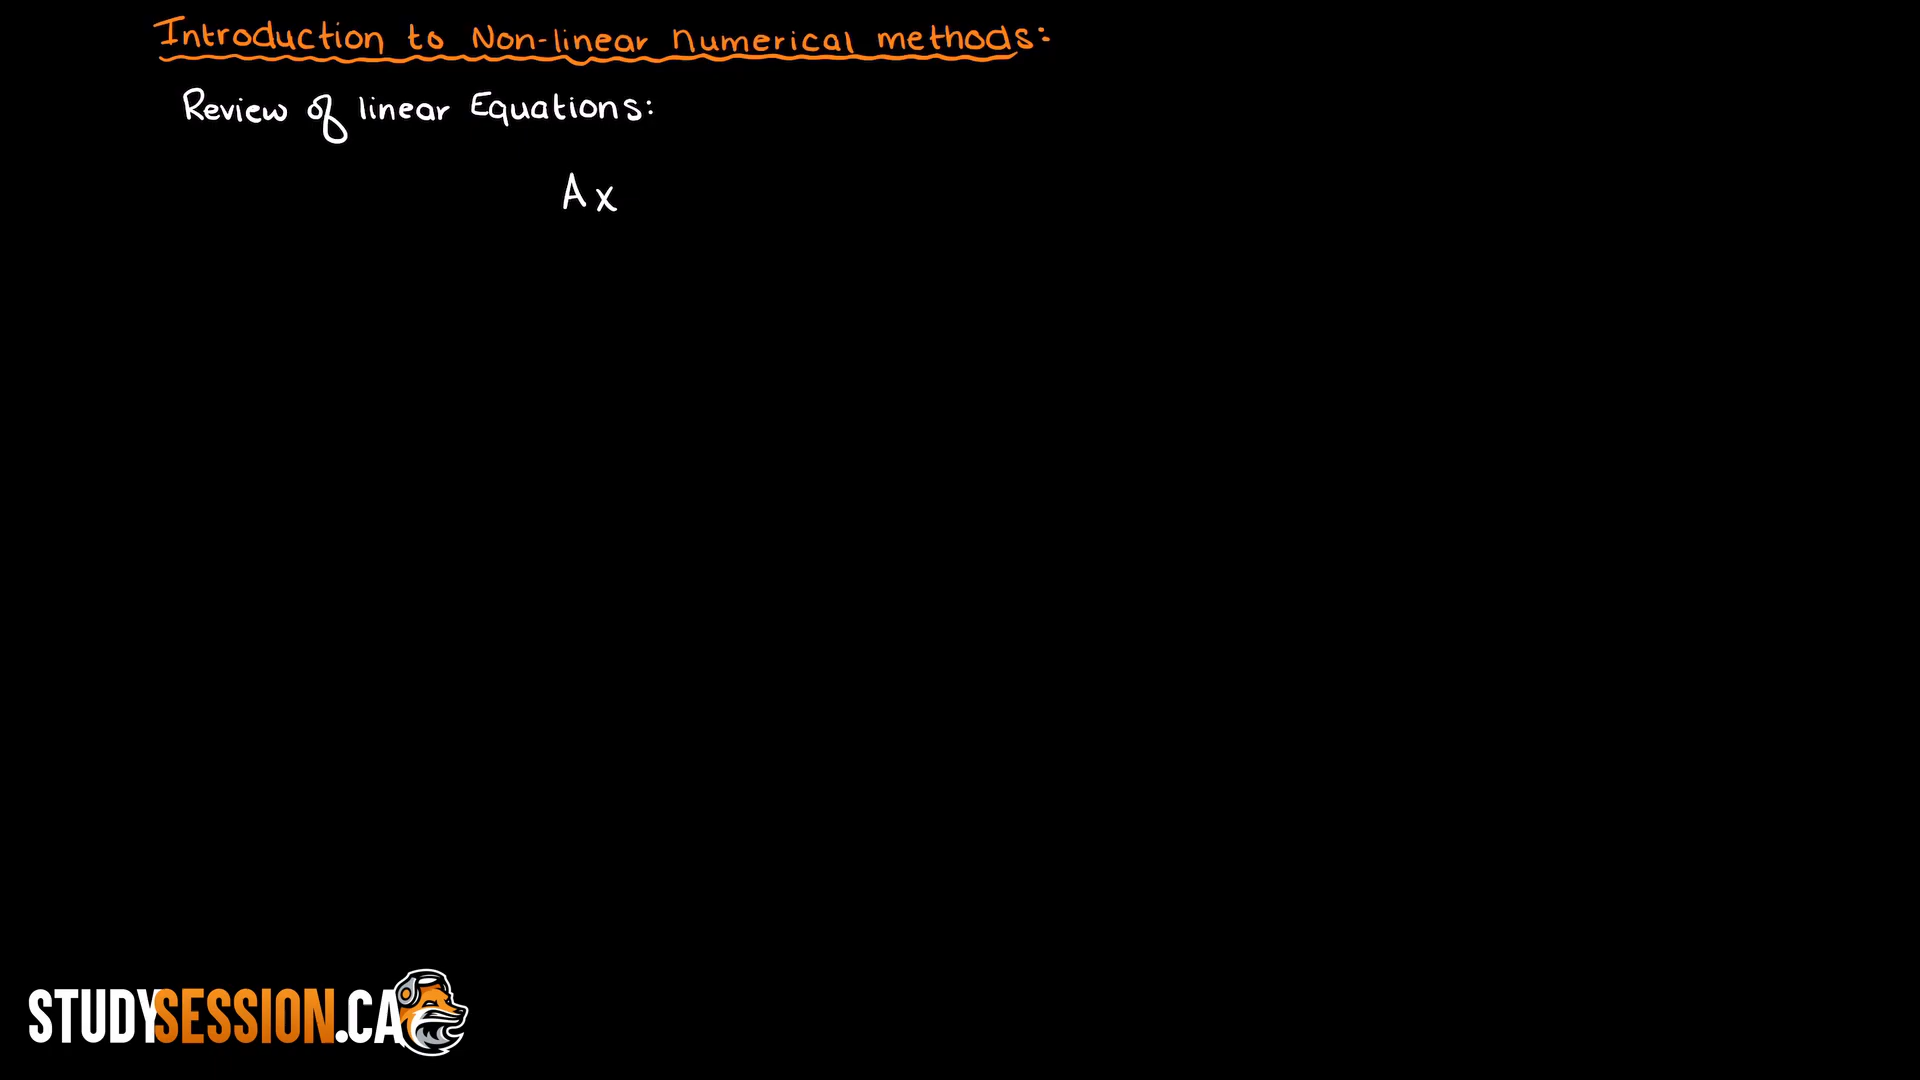 Introduction to Non-linear Numerical methods:
Review of linear Equations:
Ax
STUDYSESSION.CA